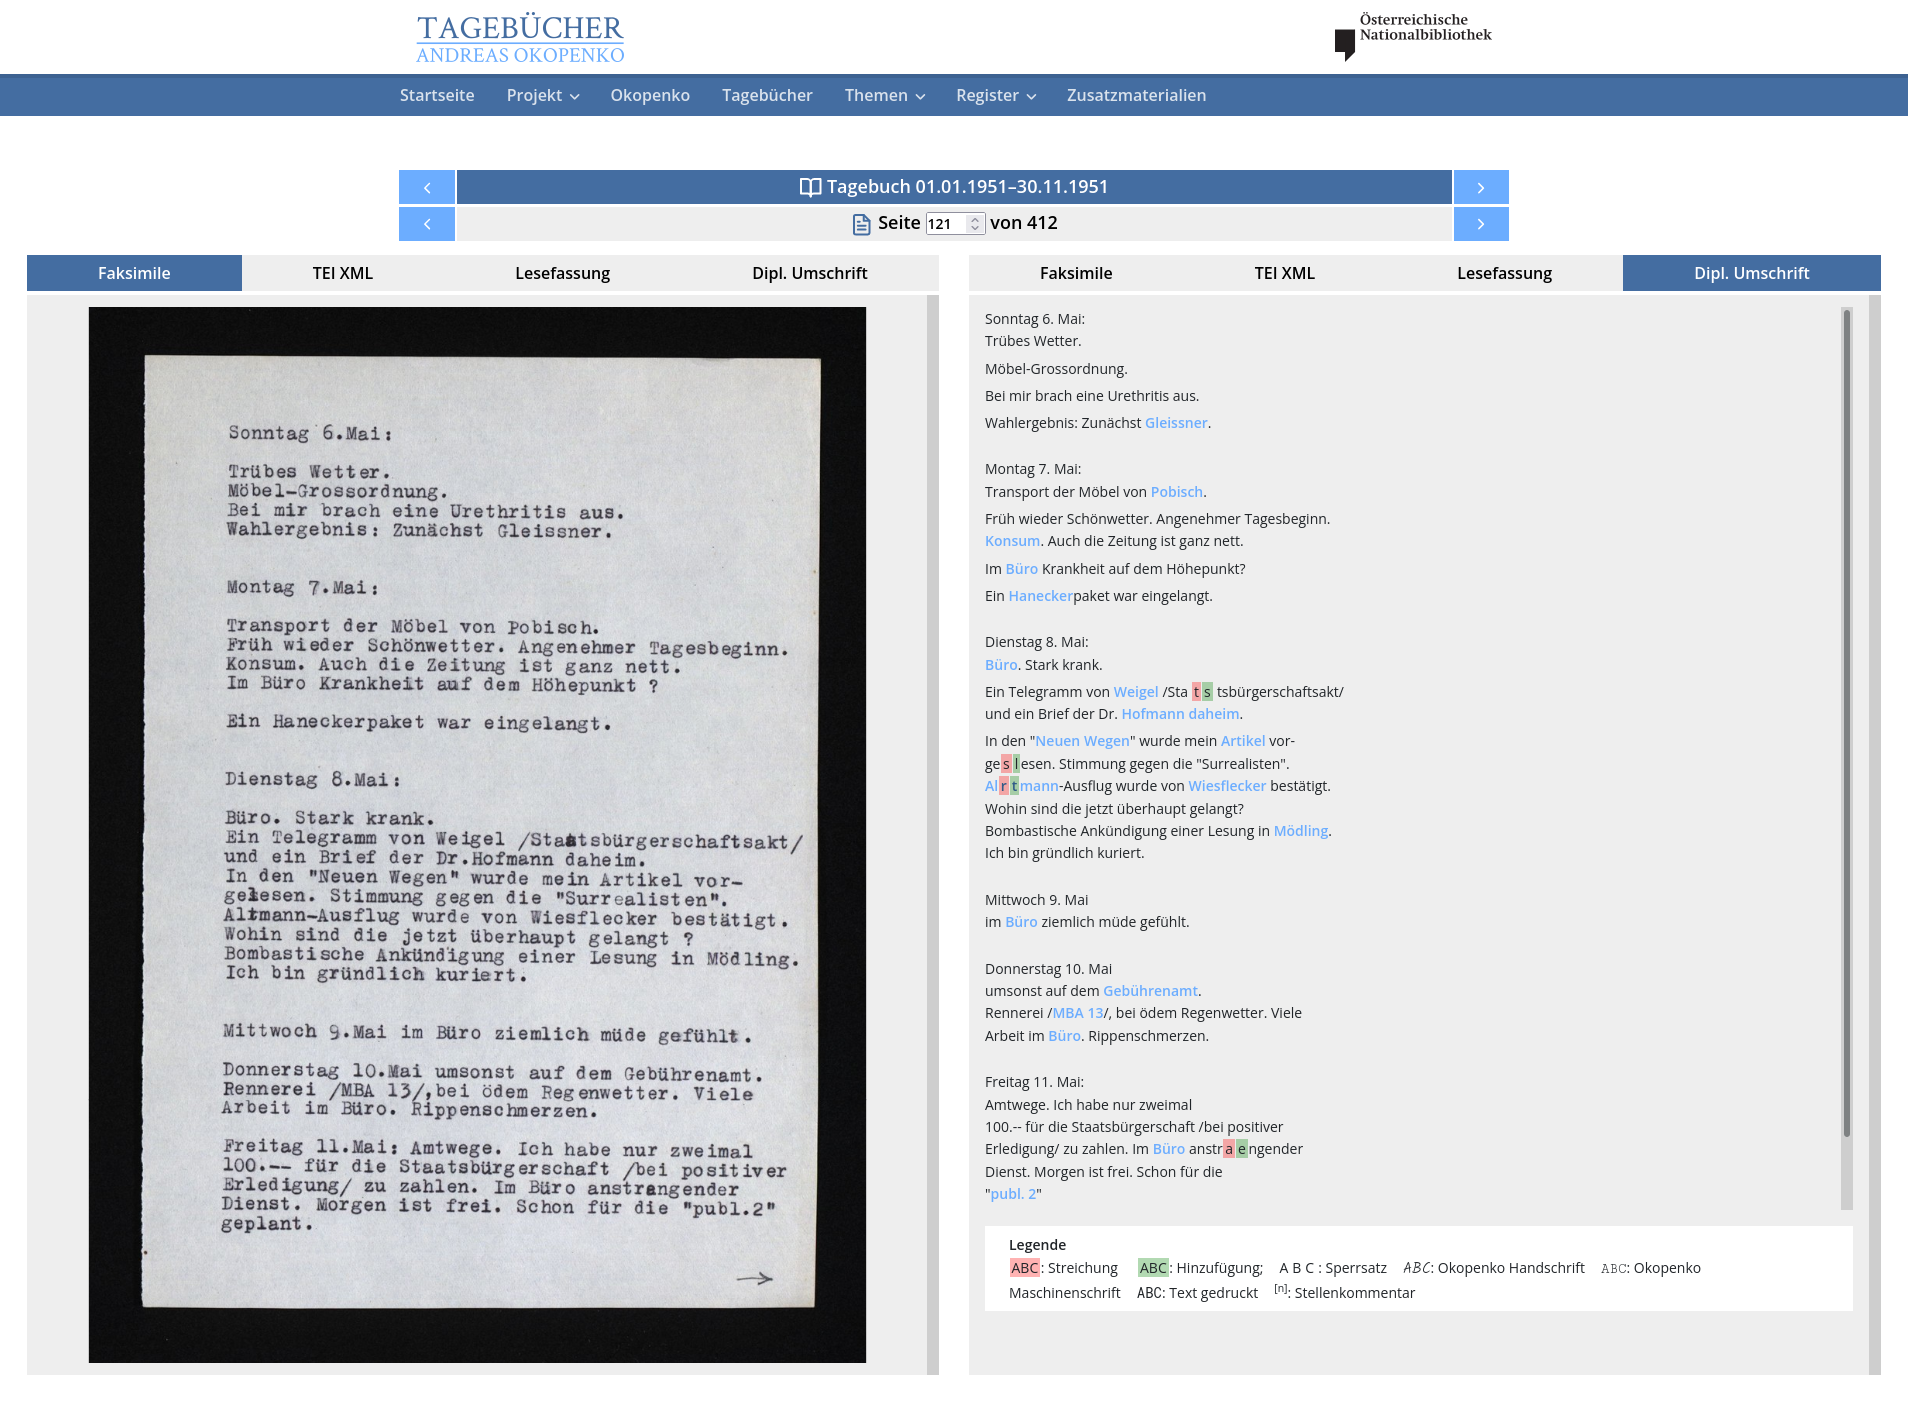 TAGEBÜCHER
ANDREAS OKOPENKO
Österreichische
Nationalbibliothek
Startseite Projekt Okopenko Tagebücher Themen Register Zusatzmaterialien
Tagebuch 01.01.1951–30.11.1951
Seite 121 von 412
Faksimile TEI XML Lesefassung Dipl. Umschrift
Sonntag 6.Mai:
Trübes Wetter.
Möbel-Grossordnung.
Bei mir brach eine Urethritis aus.
Wahlergebnis: Zunächst Gleissner.
Montag 7.Mai:
Transport der Möbel von Pobisch.
Früh wieder Schönwetter. Angenehmer Tagesbeginn.
Konsum. Auch die Zeitung ist ganz nett.
Im Büro Krankheit auf dem Höhepunkt ?
Ein Haneckerpaket war eingelangt.
Dienstag 8.Mai:
Büro. Stark krank.
Ein Telegramm von Weigel /Staatsbürgerschaftsakt/
und ein Brief der Dr.Hofmann daheim.
In den "Neuen Wegen" wurde mein Artikel vor-
gelesen. Stimmung gegen die "Surrealisten".
Altmann-Ausflug wurde von Wiesflecker bestätigt.
Wohin sind die jetzt überhaupt gelangt ?
Bombastische Ankündigung einer Lesung in Mödling.
Ich bin gründlich kuriert.
Mittwoch 9.Mai im Büro ziemlich müde gefühlt.
Donnerstag 10.Mai umsonst auf dem Gebührenamt.
Rennerei /MBA 13/,bei ödem Regenwetter. Viele
Arbeit im Büro. Rippenschmerzen.
Freitag 11.Mai: Amtwege. Ich habe nur zweimal
100.-- für die Staatsbürgerschaft /bei positiver
Erledigung/ zu zahlen. Im Büro anstrengender
Dienst. Morgen ist frei. Schon für die "publ.2"
geplant.
Faksimile TEI XML Lesefassung Dipl. Umschrift
Sonntag 6. Mai:
Trübes Wetter.
Möbel-Grossordnung.
Bei mir brach eine Urethritis aus.
Wahlergebnis: Zunächst Gleissner.
Montag 7. Mai:
Transport der Möbel von Pobisch.
Früh wieder Schönwetter. Angenehmer Tagesbeginn.
Konsum. Auch die Zeitung ist ganz nett.
Im Büro Krankheit auf dem Höhepunkt?
Ein Haneckerpaket war eingelangt.
Dienstag 8. Mai:
Büro. Stark krank.
Ein Telegramm von Weigel /Sta t s tsbürgerschaftsakt/
und ein Brief der Dr. Hofmann daheim.
In den "Neuen Wegen" wurde mein Artikel vor-
ge s l esen. Stimmung gegen die "Surrealisten".
Al r t mann-Ausflug wurde von Wiesflecker bestätigt.
Wohin sind die jetzt überhaupt gelangt?
Bombastische Ankündigung einer Lesung in Mödling.
Ich bin gründlich kuriert.
Mittwoch 9. Mai
im Büro ziemlich müde gefühlt.
Donnerstag 10. Mai
umsonst auf dem Gebührenamt.
Rennerei /MBA 13/, bei ödem Regenwetter. Viele
Arbeit im Büro. Rippenschmerzen.
Freitag 11. Mai:
Amtwege. Ich habe nur zweimal
100.-- für die Staatsbürgerschaft /bei positiver
Erledigung/ zu zahlen. Im Büro anstr a e ngender
Dienst. Morgen ist frei. Schon für die
"publ. 2"
Legende
ABC: Streichung ABC: Hinzufügung; A B C : Sperrsatz ABC: Okopenko Handschrift ABC: Okopenko
Maschinenschrift ABC: Text gedruckt [n]: Stellenkommentar